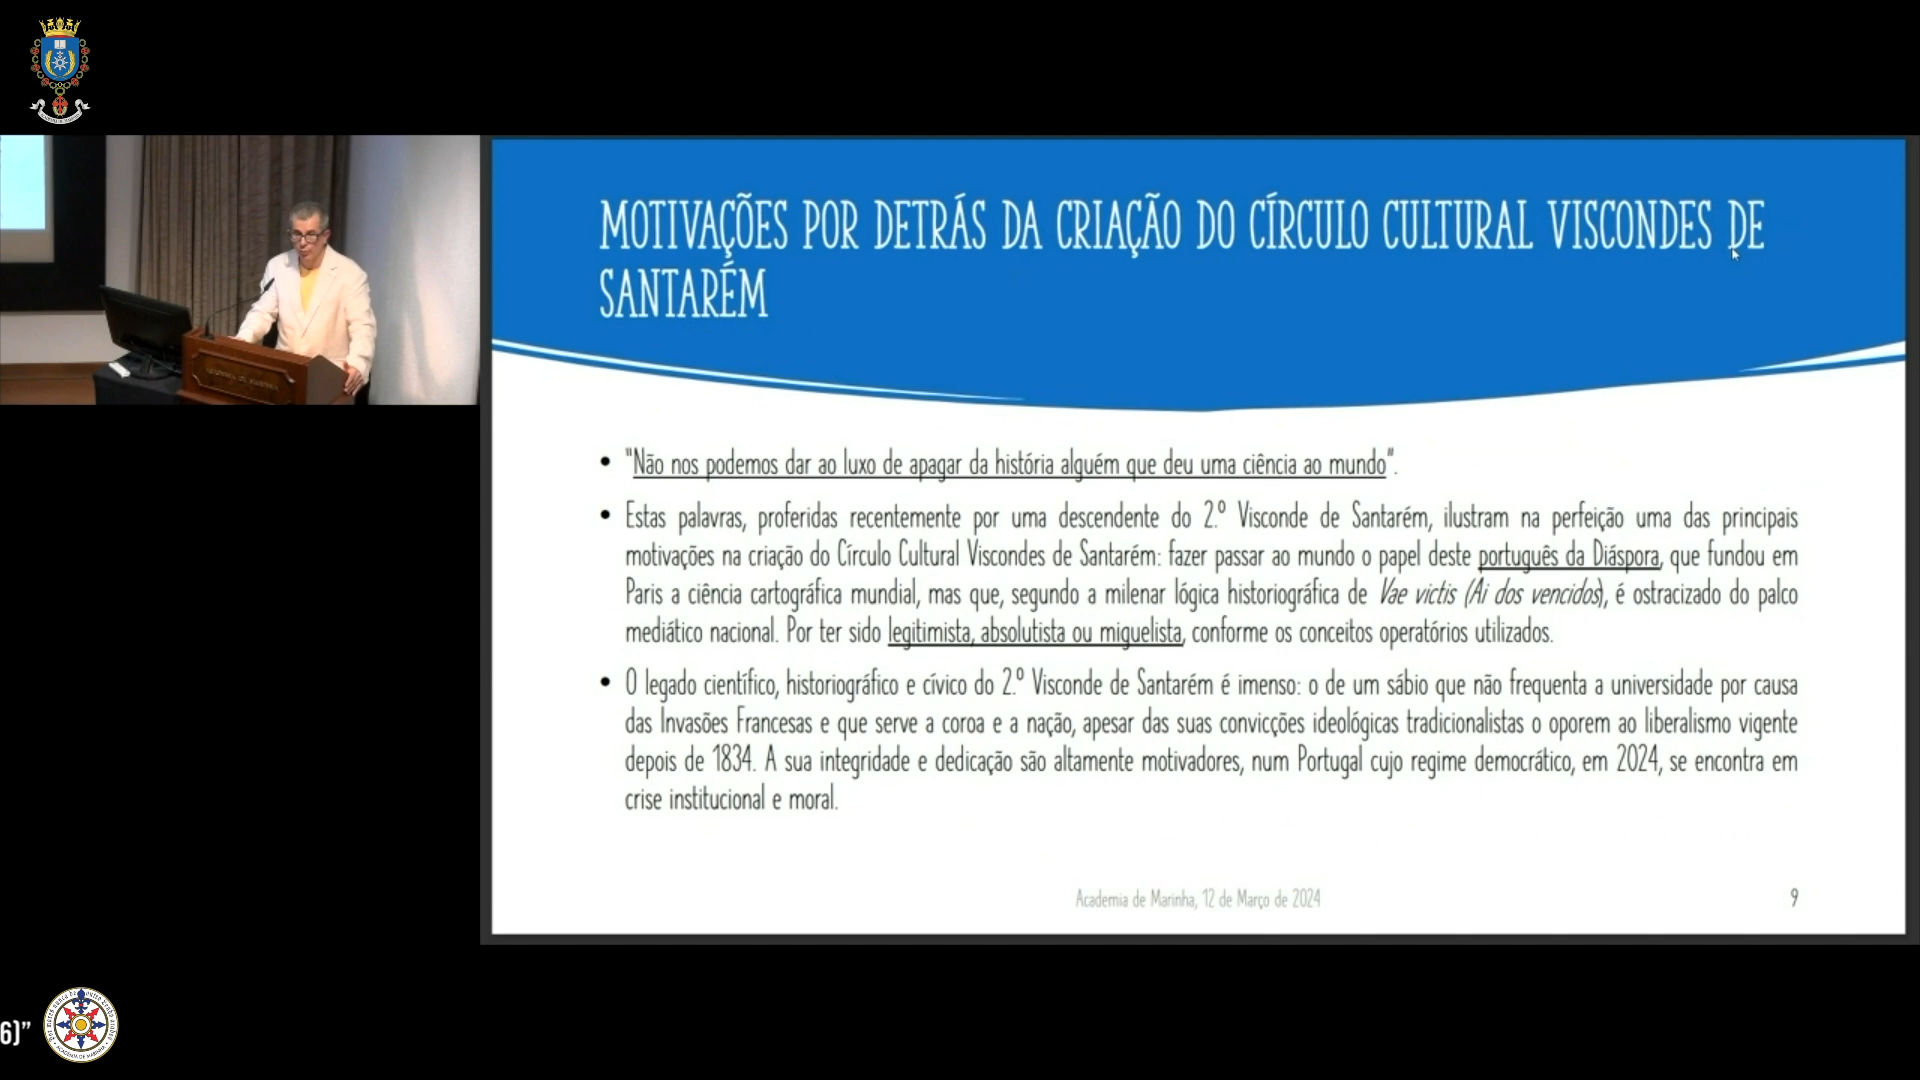 MOTIVAÇÕES POR DETRÁS DA CRIAÇÃO DO CÍRCULO CULTURAL VISCONDES DE
SANTARÉM
• "Não nos podemos dar ao luxo de apagar da história alguém que deu uma ciência ao mundo".
• Estas palavras, proferidas recentemente por uma descendente do 2.º Visconde de Santarém, ilustram na perfeição uma das principais
motivações na criação do Círculo Cultural Viscondes de Santarém: fazer passar ao mundo o papel deste português da Diáspora, que fundou em
Paris a ciência cartográfica mundial, mas que, segundo a milenar lógica historiográfica de Vae victis (Ai dos vencidos), é ostracizado do palco
mediático nacional. Por ter sido legitimista, absolutista ou miguelista, conforme os conceitos operatórios utilizados.
• O legado científico, historiográfico e cívico do 2.º Visconde de Santarém é imenso: o de um sábio que não frequenta a universidade por causa
das Invasões Francesas e que serve a coroa e a nação, apesar das suas convicções ideológicas tradicionalistas o oporem ao liberalismo vigente
depois de 1834. A sua integridade e dedicação são altamente motivadores, num Portugal cujo regime democrático, em 2024, se encontra em
crise institucional e moral.
Academia de Marinha, 12 de Março de 2024
9
ACADEMIA DE MARINHA
6)”
ACADEMIA DE MARINHA